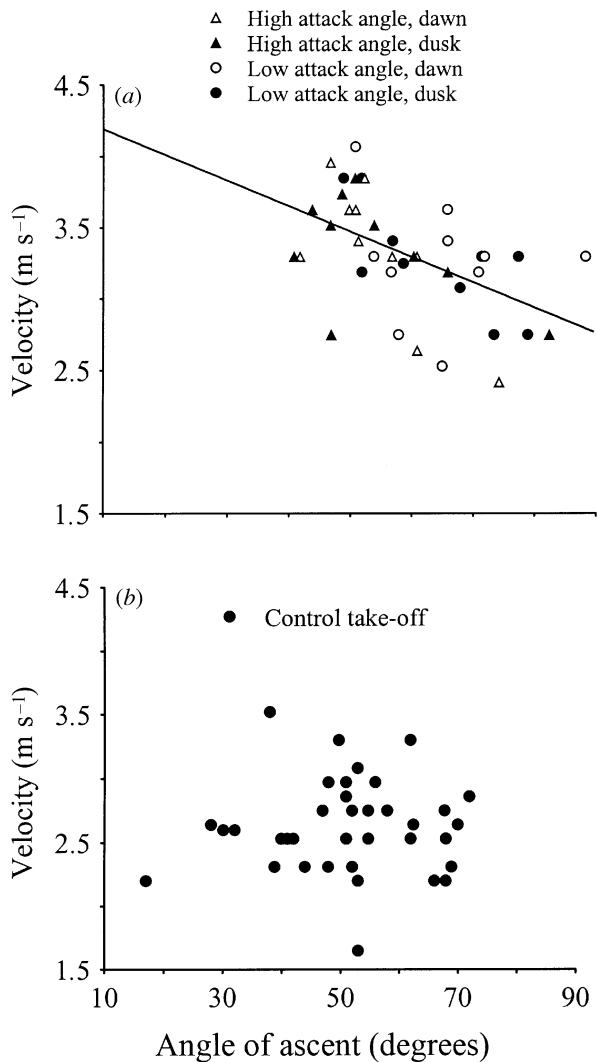 High attack angle, dawn
High attack angle, dusk
Low attack angle, dawn
Low attack angle, dusk
4.5
(a)
3.5
2.5
1.5
Velocity (m s⁻¹)
4.5
(b)
Control take-off
3.5
2.5
1.5
Velocity (m s⁻¹)
10 30 50 70 90
Angle of ascent (degrees)